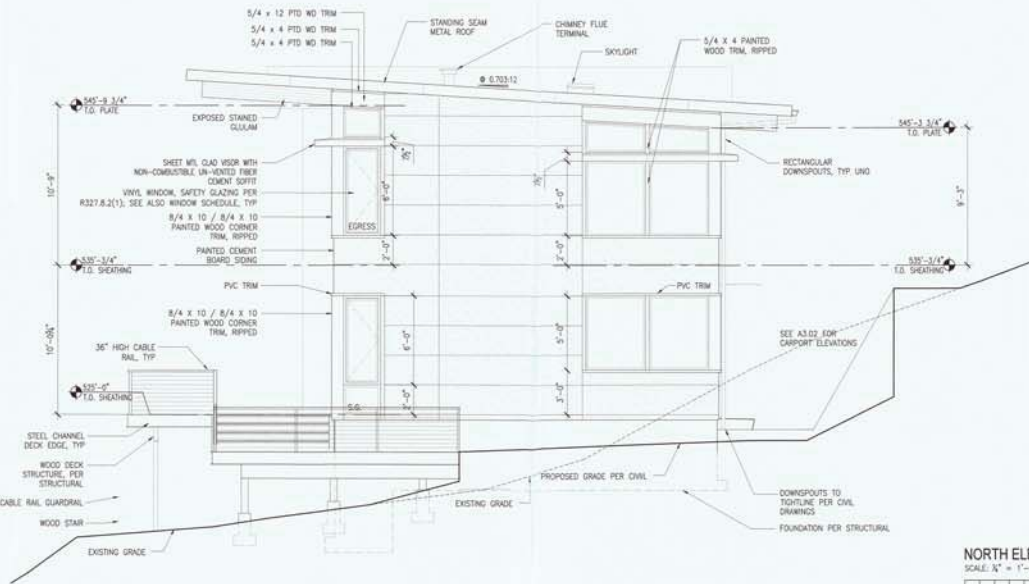 5/4 x 12 PTD WD TRIM
5/4 x 4 PTD WD TRIM
5/4 x 4 PTD WD TRIM
STANDING SEAM
METAL ROOF
CHIMNEY FLUE
TERMINAL
SKYLIGHT
5/4 X 4 PAINTED
WOOD TRIM, RIPPED
0.703:12
545'-9 3/4"
T.O. PLATE
EXPOSED STAINED
GLULAM
545'-3 3/4"
T.O. PLATE
SHEET MTL CLAD VISOR WITH
NON-COMBUSTIBLE UN-VENTED FIBER
CEMENT SOFFIT
RECTANGULAR
DOWNSPOUTS, TYP. UNO
VINYL WINDOW, SAFETY GLAZING PER
R327.8.2(1); SEE ALSO WINDOW SCHEDULE, TYP
10'-9"
6'-0"
5'-0"
9'-3"
8/4 X 10 / 8/4 X 10
PAINTED WOOD CORNER
TRIM, RIPPED
EGRESS
PAINTED CEMENT
BOARD SIDING
2'-0"
2'-0"
535'-3/4"
T.O. SHEATHING
535'-3/4"
T.O. SHEATHING
PVC TRIM
PVC TRIM
8/4 X 10 / 8/4 X 10
PAINTED WOOD CORNER
TRIM, RIPPED
10'-0¾"
6'-0"
5'-0"
SEE A3.02 FOR
CARPORT ELEVATIONS
36" HIGH CABLE
RAIL, TYP
525'-0"
T.O. SHEATHING
S.G.
2'-0"
3'-0"
STEEL CHANNEL
DECK EDGE, TYP
WOOD DECK
STRUCTURE, PER
STRUCTURAL
CABLE RAIL GUARDRAIL
WOOD STAIR
EXISTING GRADE
PROPOSED GRADE PER CIVIL
EXISTING GRADE
DOWNSPOUTS TO
TIGHTLINE PER CIVIL
DRAWINGS
FOUNDATION PER STRUCTURAL
NORTH ELE
SCALE: ¼" = 1'-